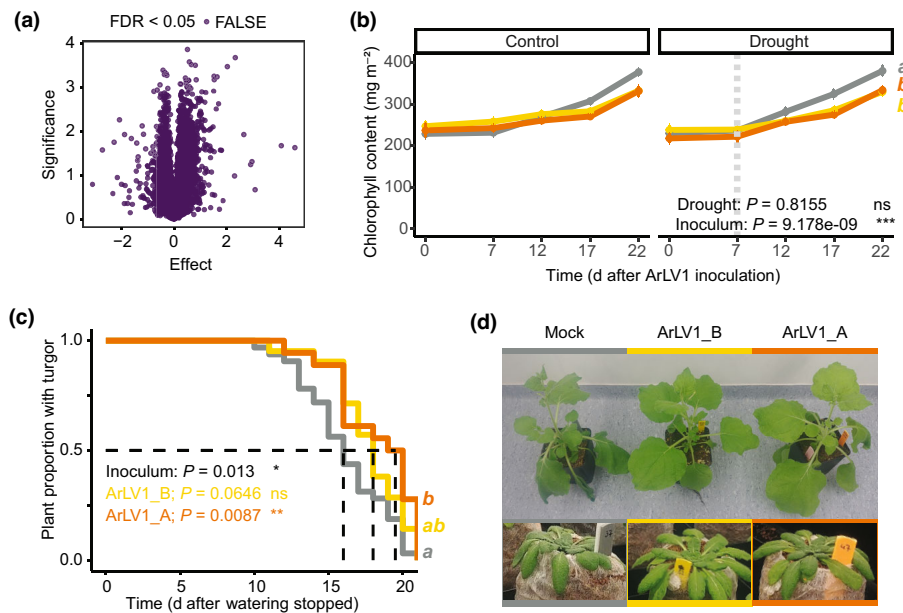 (a)
FDR < 0.05 FALSE
4
3
2
1
0
Significance
−2 0 2 4
Effect
(b)
Control Drought
400
300
200
100
0
Chlorophyll content (mg m⁻²)
a
b
b
Drought: P = 0.8155 ns
Inoculum: P = 9.178e-09 ***
0 7 12 17 22 0 7 12 17 22
Time (d after ArLV1 inoculation)
(c)
1.0
0.5
0.0
Plant proportion with turgor
Inoculum: P = 0.013 *
ArLV1_B; P = 0.0646 ns
ArLV1_A; P = 0.0087 **
b
ab
a
0 5 10 15 20
Time (d after watering stopped)
(d)
Mock ArLV1_B ArLV1_A
47